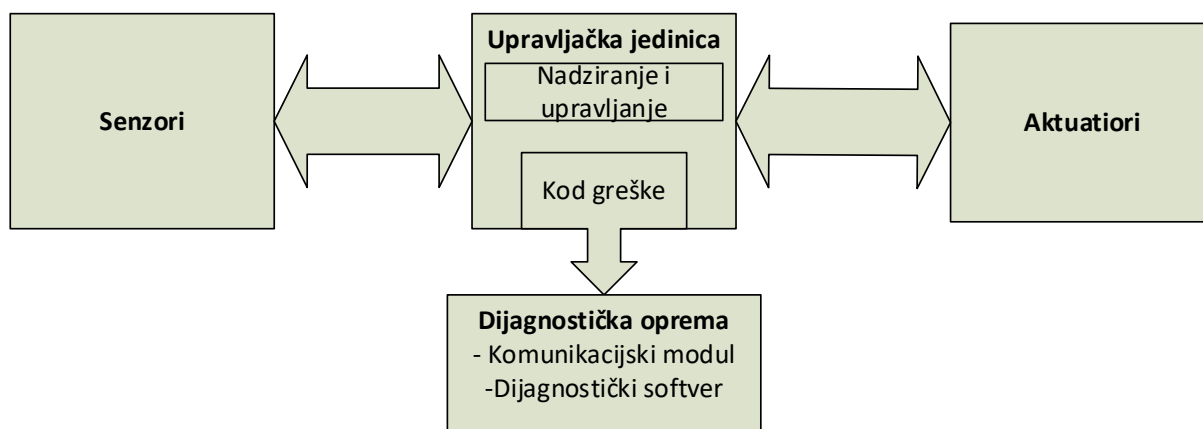 Senzori
Upravljačka jedinica
Nadziranje i
upravljanje
Kod greške
Aktuatiori
Dijagnostička oprema
- Komunikacijski modul
-Dijagnostički softver